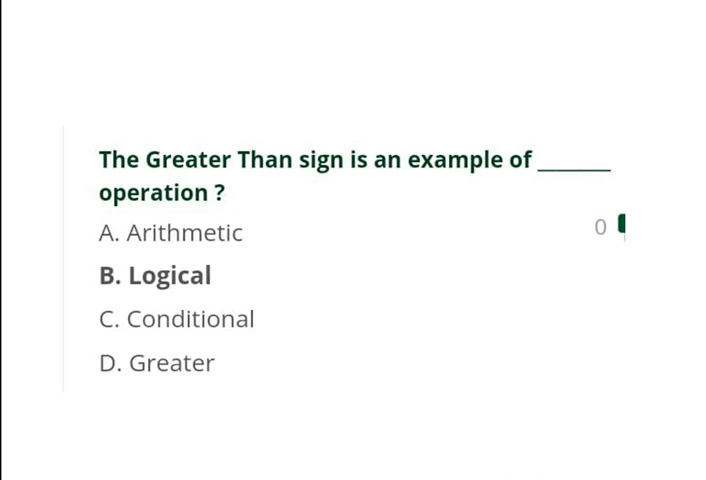 The Greater Than sign is an example of ______
operation ?
A. Arithmetic
0
B. Logical
C. Conditional
D. Greater